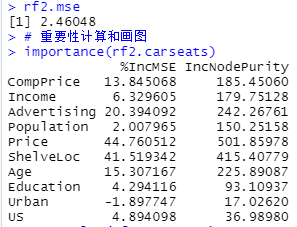 > rf2.mse
[1] 2.46048
> # 重要性计算和画图
> importance(rf2.carseats)
%IncMSE IncNodePurity
CompPrice 13.845068 185.45060
Income 6.329605 179.75128
Advertising 20.394092 242.26761
Population 2.007965 150.25158
Price 44.760512 501.85978
ShelveLoc 41.519342 415.40779
Age 15.307167 225.89087
Education 4.294116 93.10937
Urban -1.897747 17.02620
US 4.894098 36.98980